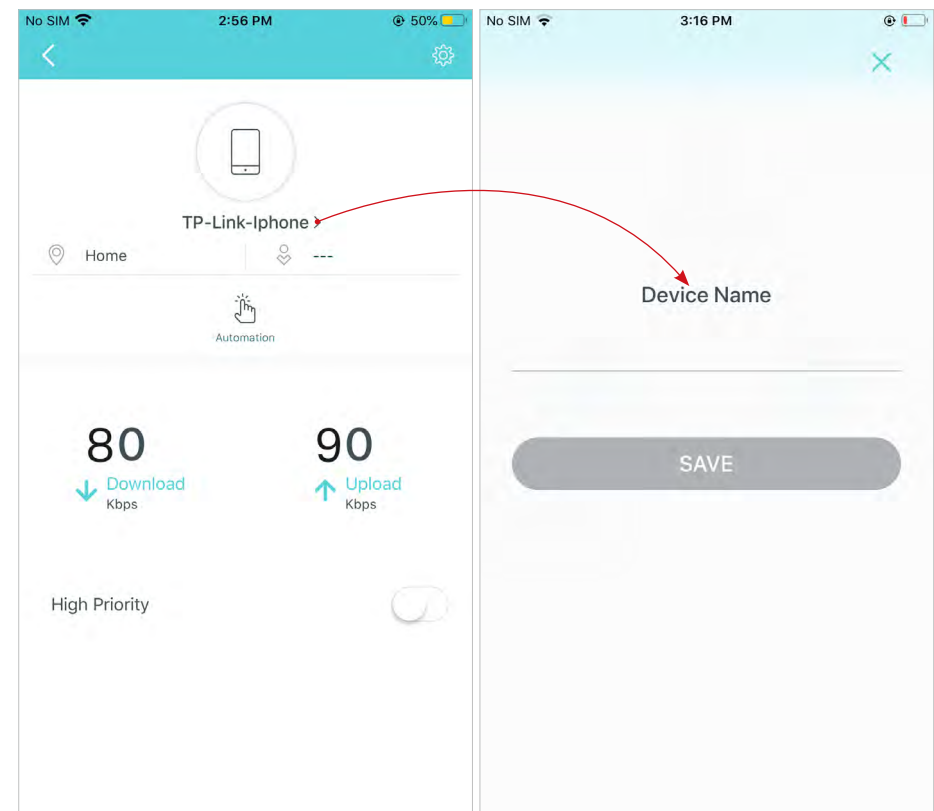 No SIM 2:56 PM 50%
TP-Link-Iphone
Home ---
Automation
80 90
Download Upload
Kbps Kbps
High Priority
No SIM 3:16 PM
Device Name
SAVE